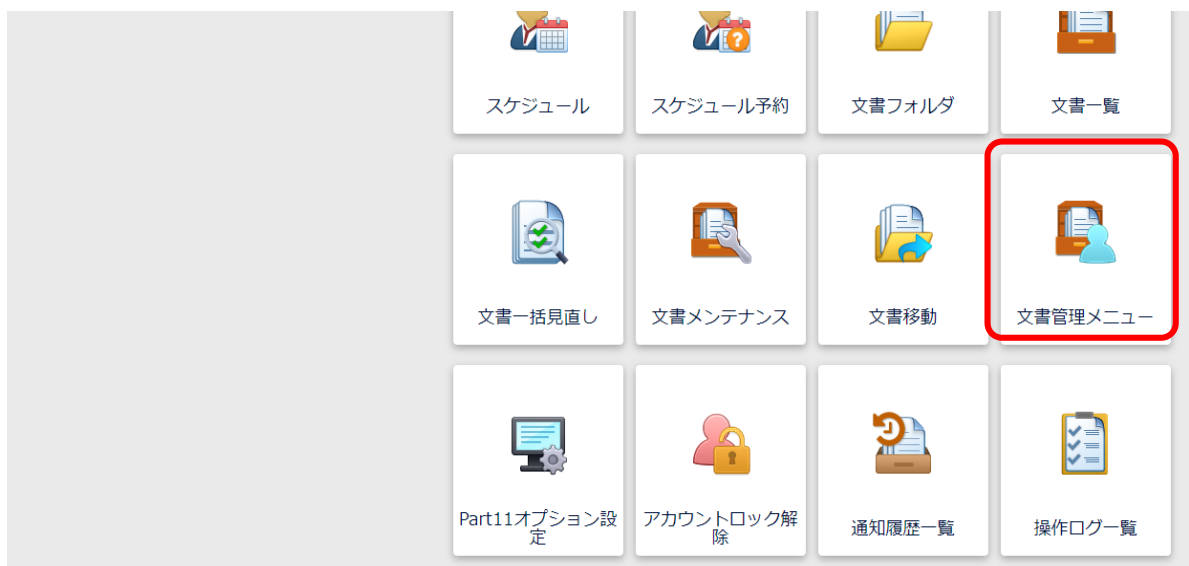 スケジュール
スケジュール予約
文書フォルダ
文書一覧
文書一括見直し
文書メンテナンス
文書移動
文書管理メニュー
Part11オプション設
定
アカウントロック解
除
通知履歴一覧
操作ログ一覧